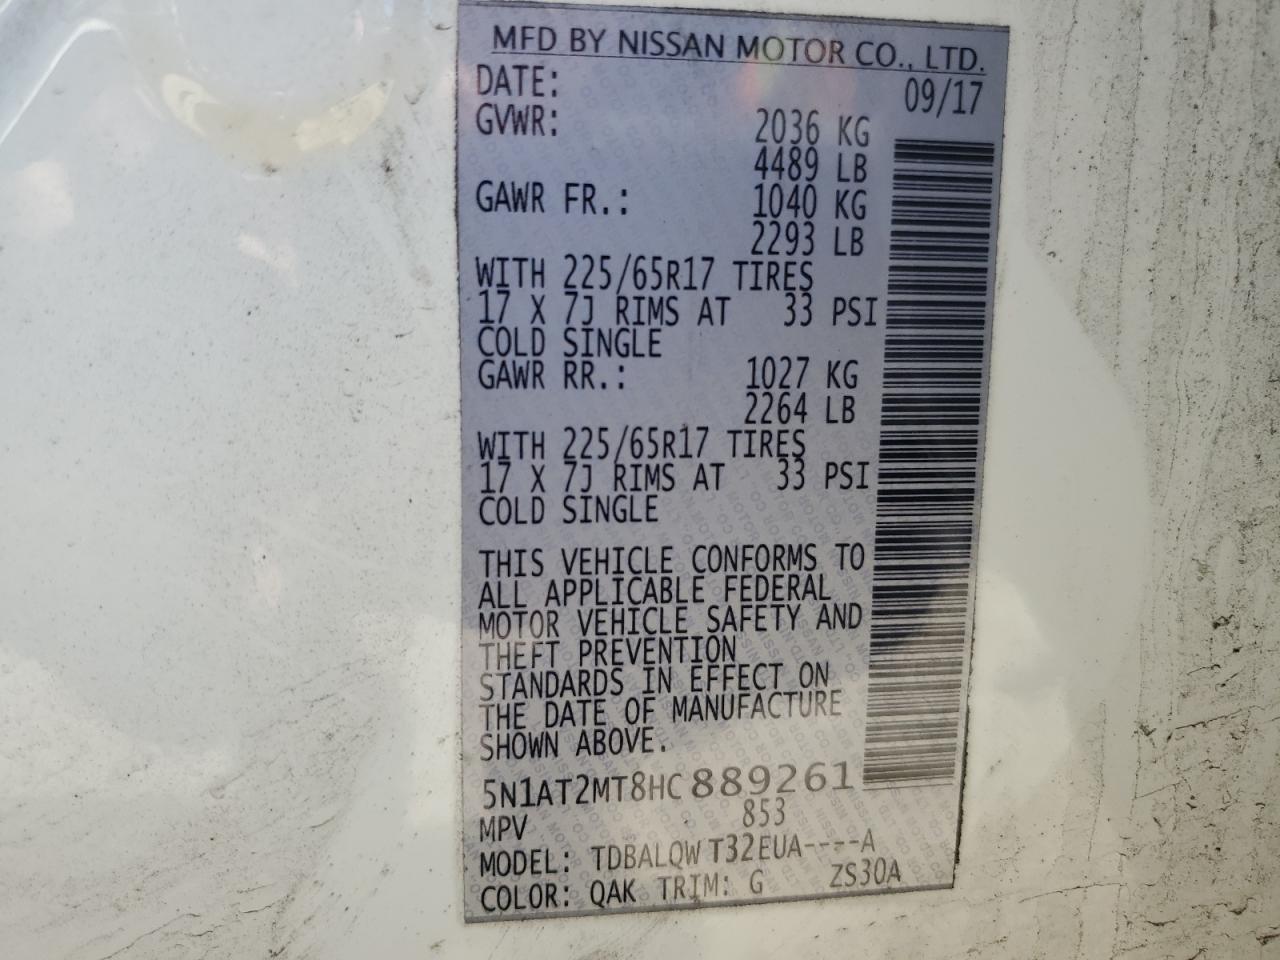 MFD BY NISSAN MOTOR CO., LTD.
DATE: 09/17
GVWR: 2036 KG
4489 LB
GAWR FR.: 1040 KG
2293 LB
WITH 225/65R17 TIRES
17 X 7J RIMS AT 33 PSI
COLD SINGLE
GAWR RR.: 1027 KG
2264 LB
WITH 225/65R17 TIRES
17 X 7J RIMS AT 33 PSI
COLD SINGLE
THIS VEHICLE CONFORMS TO
ALL APPLICABLE FEDERAL
MOTOR VEHICLE SAFETY AND
THEFT PREVENTION
STANDARDS IN EFFECT ON
THE DATE OF MANUFACTURE
SHOWN ABOVE.
5N1AT2MT8HC889261
MPV 853
MODEL: TDBALQW T32EUA----A
COLOR: QAK TRIM: G ZS30A